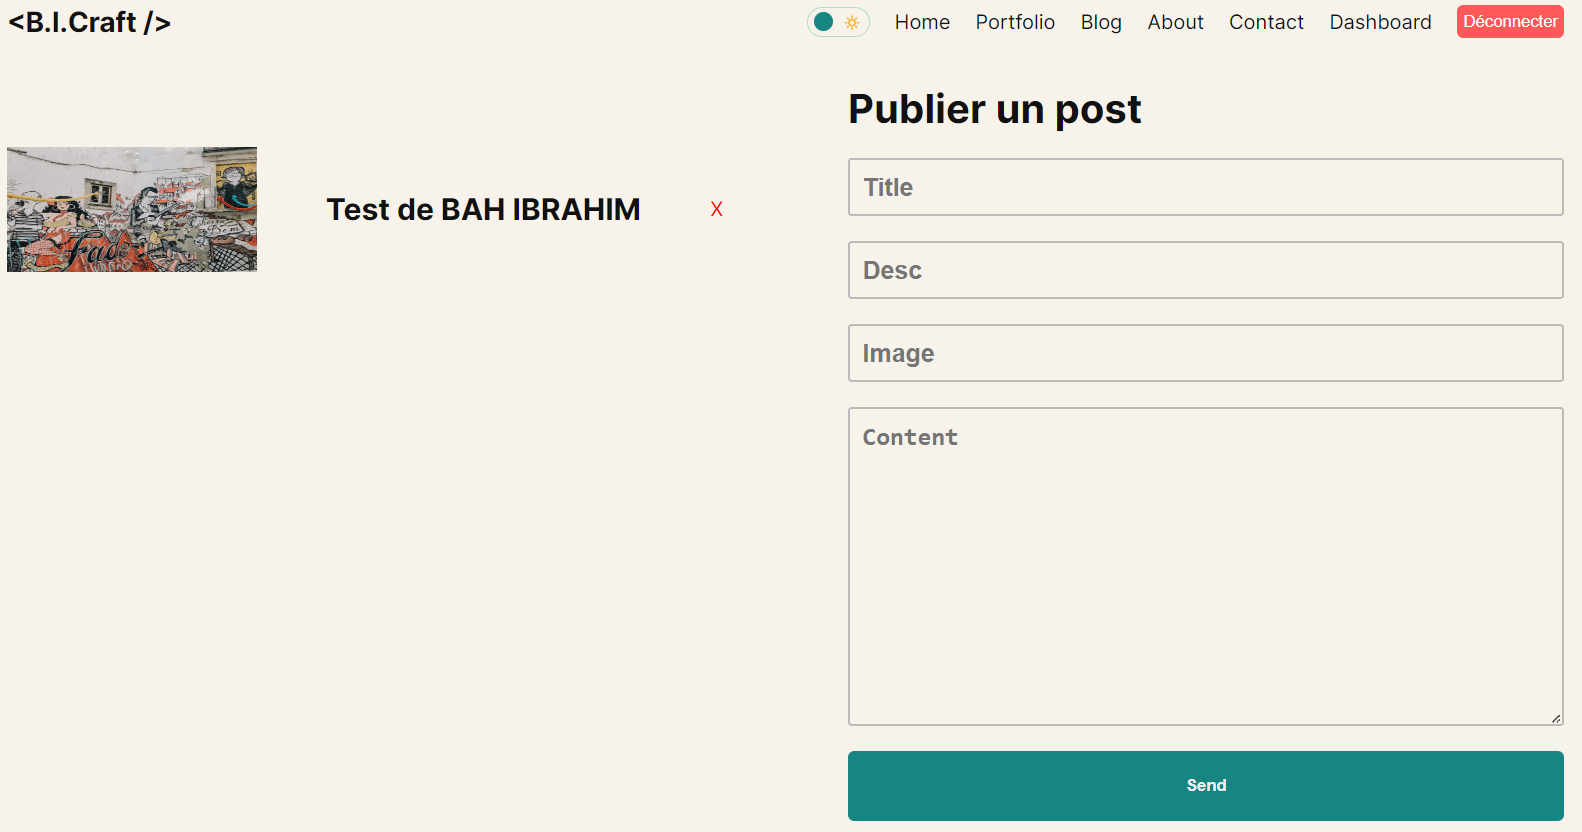 <B.I.Craft />
Home Portfolio Blog About Contact Dashboard Déconnecter
Publier un post
Title
Test de BAH IBRAHIM X
Desc
Image
Content
Send
Fado